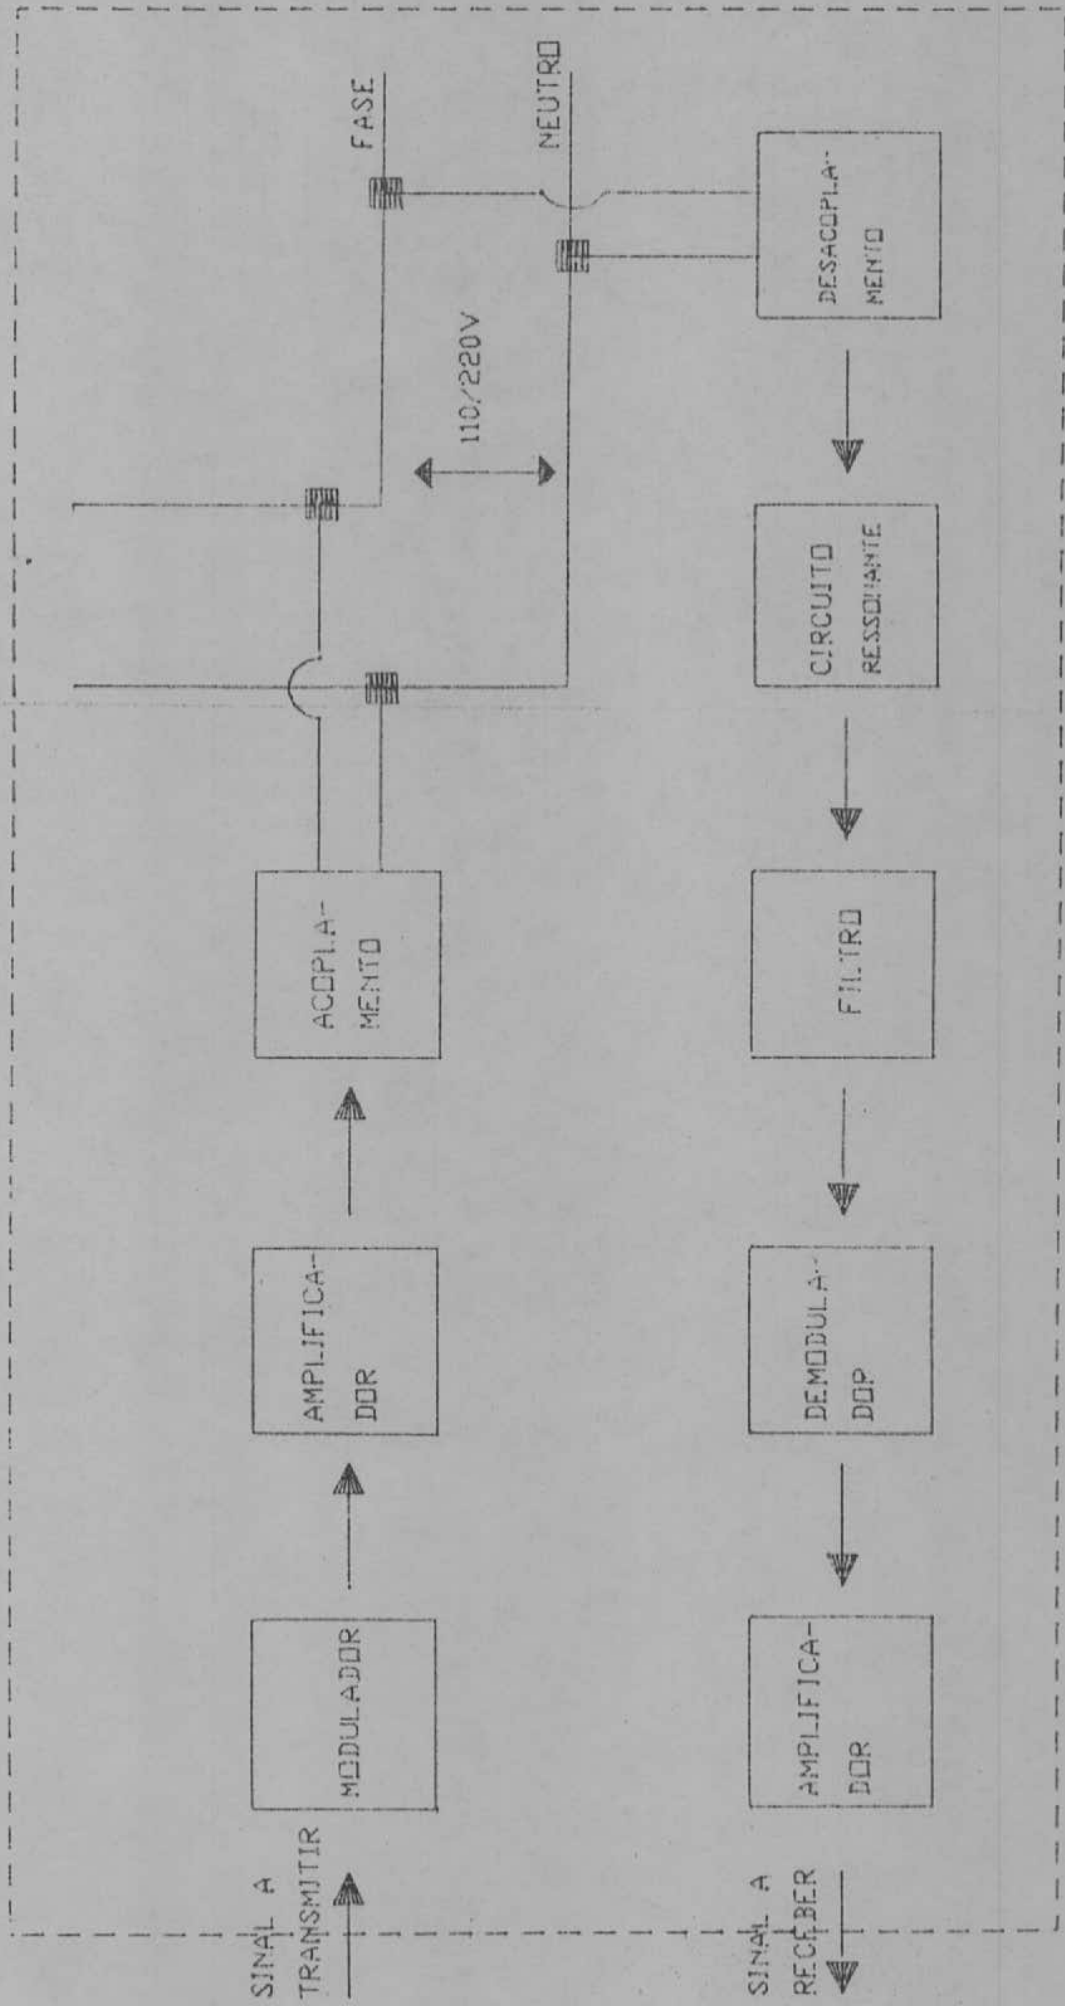 SINAL A
TRANSMITIR
MODULADOR
AMPLIFICA-
DOR
ACOPLA-
MENTO
FASE
NEUTRO
110/220V
DESACOPLA-
MENTO
CIRCUITO
RESSONANTE
FILTRO
DEMODULA-
DOR
AMPLIFICA-
DOR
SINAL A
RECEBER